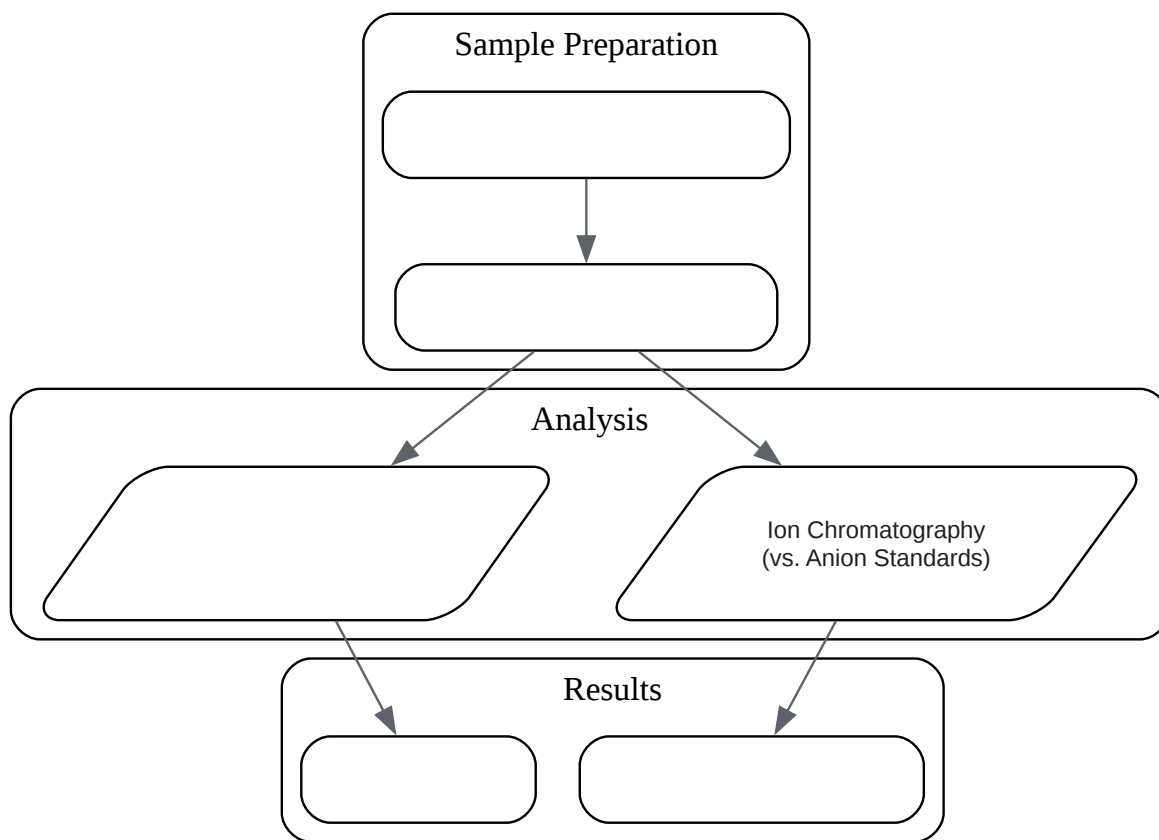 Sample Preparation
Analysis
Ion Chromatography
(vs. Anion Standards)
Results